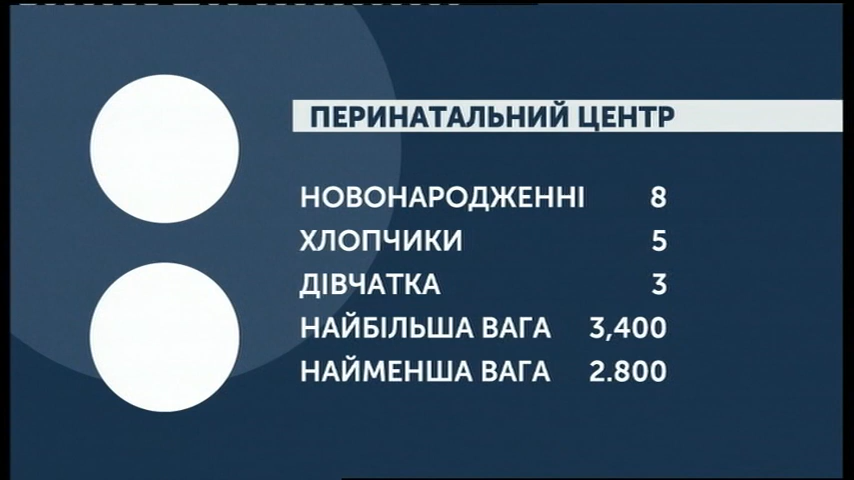 ПЕРИНАТАЛЬНИЙ ЦЕНТР
НОВОНАРОДЖЕННІ 8
ХЛОПЧИКИ 5
ДІВЧАТКА 3
НАЙБІЛЬША ВАГА 3,400
НАЙМЕНША ВАГА 2.800